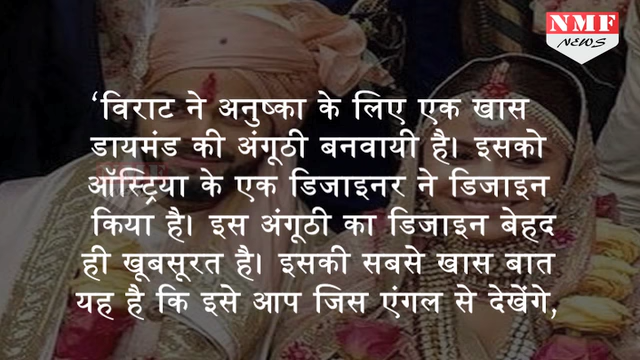 NMF
NEWS
‘विराट ने अनुष्का के लिए एक खास
डायमंड की अंगूठी बनवायी है। इसको
ऑस्ट्रिया के एक डिजाइनर ने डिजाइन
किया है। इस अंगूठी का डिजाइन बेहद
ही खूबसूरत है। इसकी सबसे खास बात
यह है कि इसे आप जिस एंगल से देखेंगे,